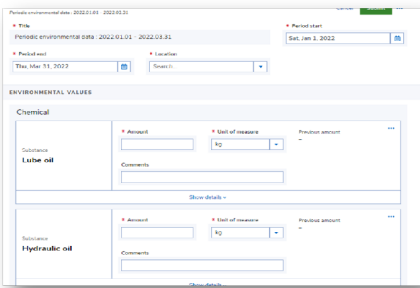 Periodic environmental data : 2022.01.01 - 2022.03.31
Cancel
* Title
Periodic environmental data : 2022.01.01 - 2022.03.31
* Period start
Sat, Jan 1, 2022
* Period end
Thu, Mar 31, 2022
* Location
Search
ENVIRONMENTAL VALUES
Chemical
Substance
Lube oil
* Amount
* Unit of measure
kg
Previous amount
–
Comments
Show details
Substance
Hydraulic oil
* Amount
* Unit of measure
kg
Previous amount
–
Comments
Show details